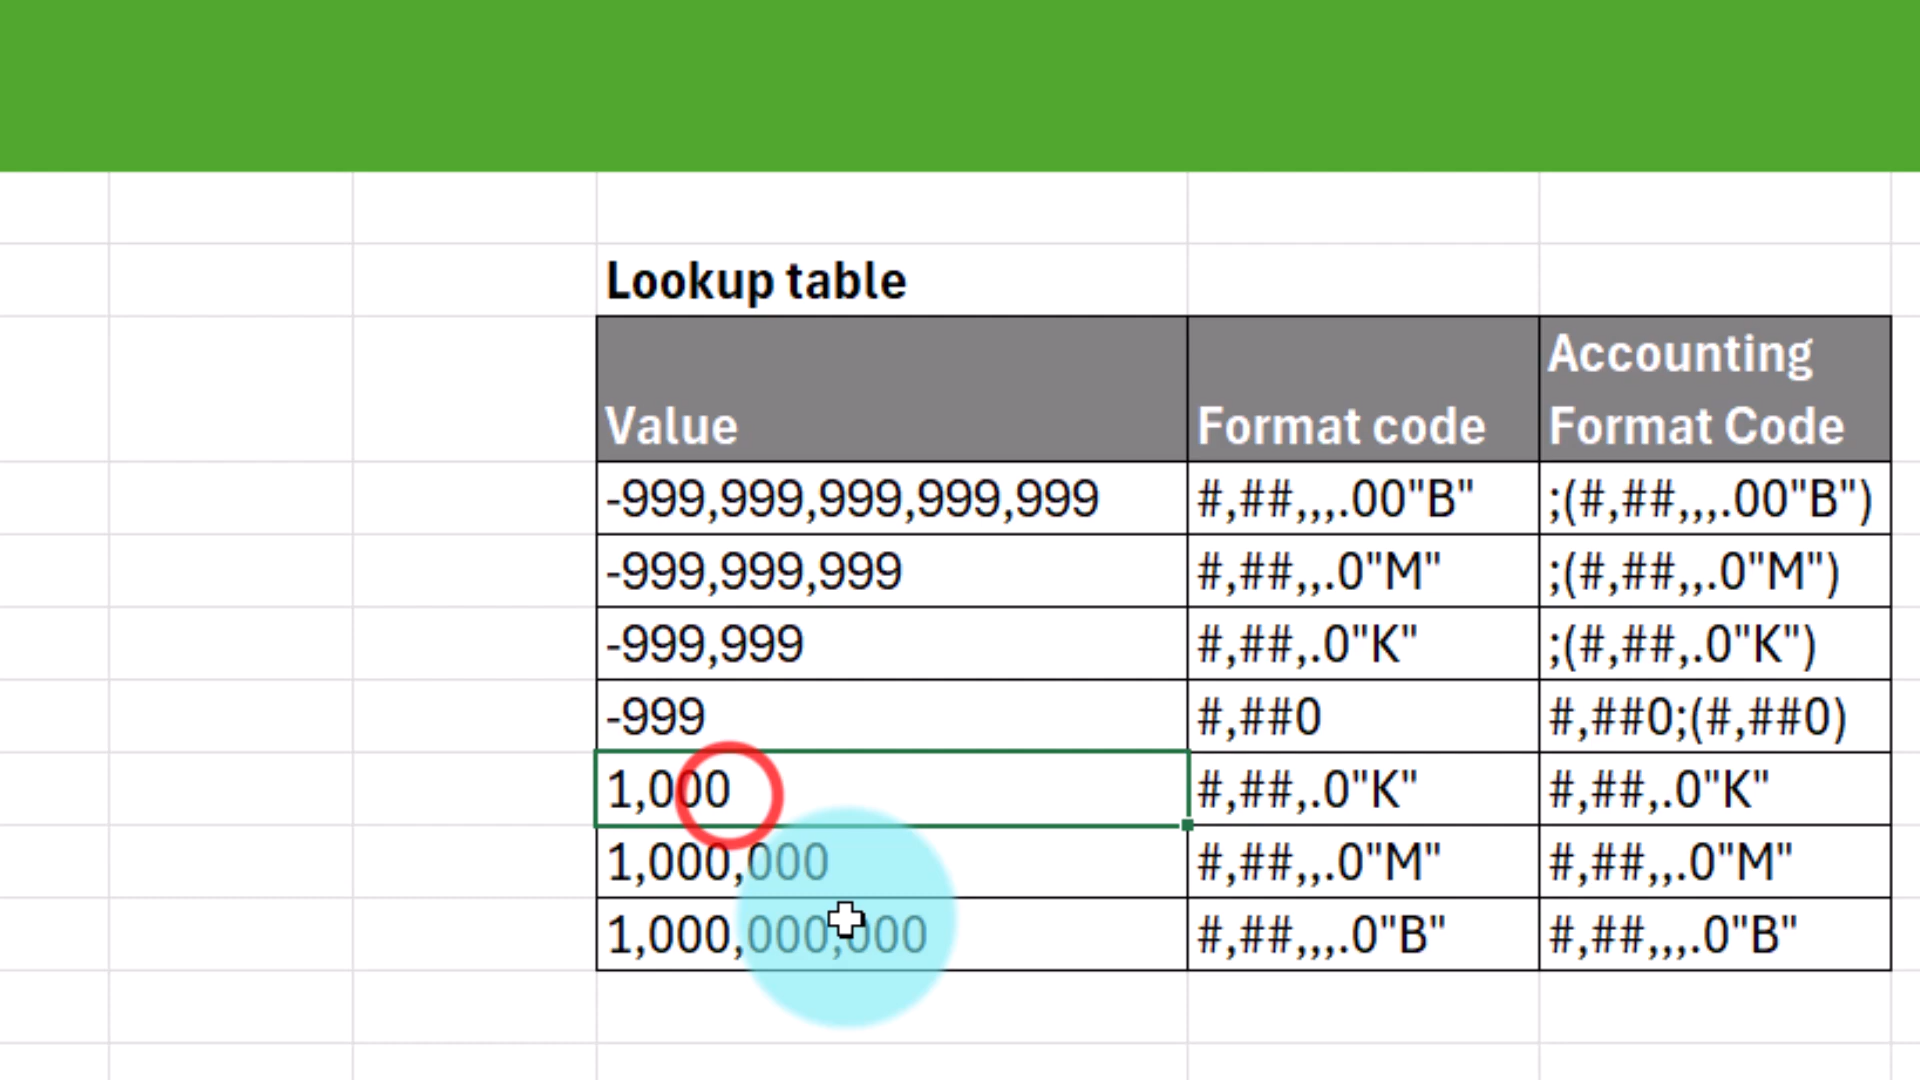 Lookup table
Value	Format code	Accounting Format Code
-999,999,999,999,999	#,##,,,.00"B"	;(#,##,,,.00"B")
-999,999,999	#,##,,.0"M"	;(#,##,,.0"M")
-999,999	#,##,.0"K"	;(#,##,.0"K")
-999	#,##0	#,##0;(#,##0)
1,000	#,##,.0"K"	#,##,.0"K"
1,000,000	#,##,,.0"M"	#,##,,.0"M"
1,000,000,000	#,##,,,.0"B"	#,##,,,.0"B"